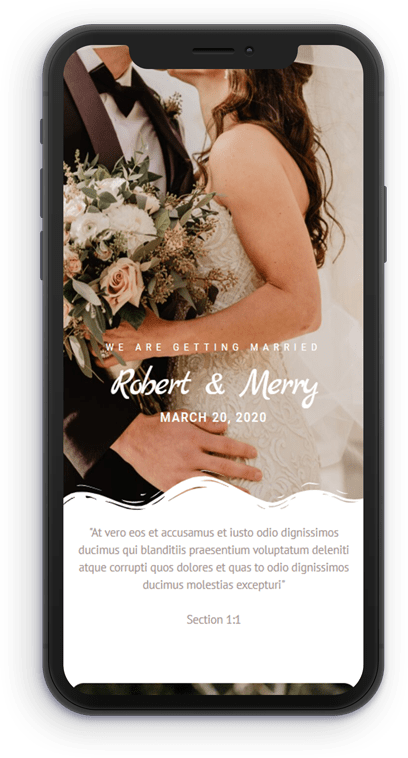 WE ARE GETTING MARRIED
Robert & Merry
MARCH 20, 2020
"At vero eos et accusamus et iusto odio dignissimos
ducimus qui blanditiis praesentium voluptatum deleniti
atque corrupti quos dolores et quas to odio dignissimos
ducimus molestias excepturi"
Section 1:1